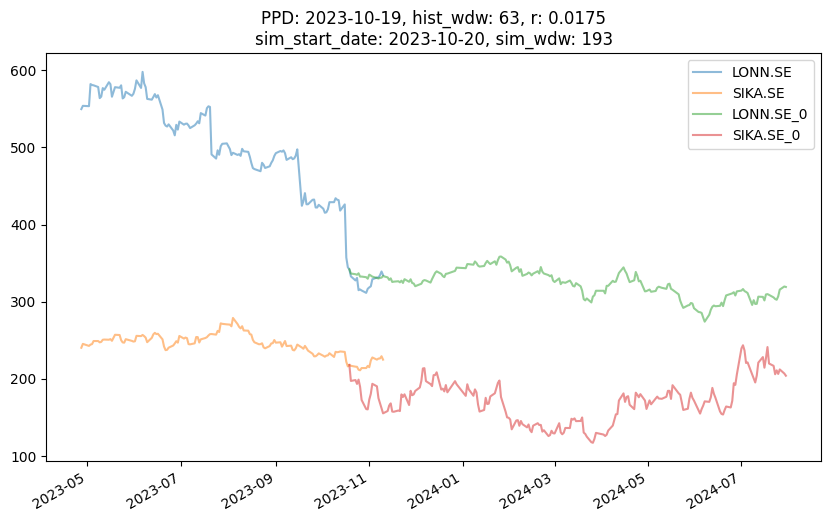 PPD: 2023-10-19, hist_wdw: 63, r: 0.0175
sim_start_date: 2023-10-20, sim_wdw: 193
LONN.SE
SIKA.SE
LONN.SE_0
SIKA.SE_0
600
500
400
300
200
100
2023-05
2023-07
2023-09
2023-11
2024-01
2024-03
2024-05
2024-07